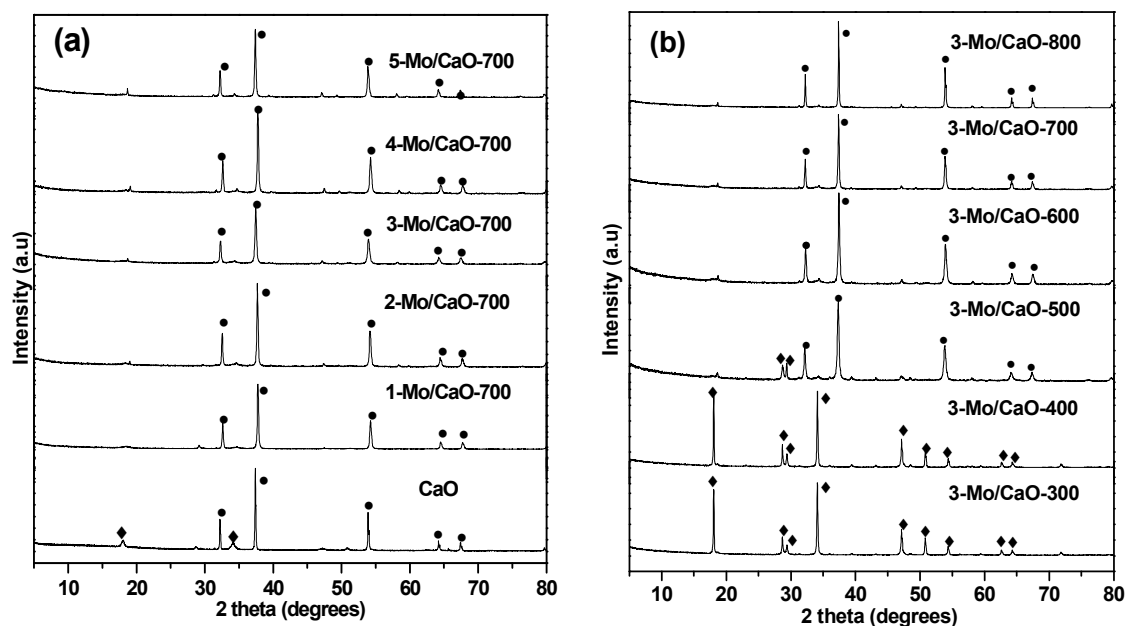 (a)
5-Mo/CaO-700
4-Mo/CaO-700
3-Mo/CaO-700
2-Mo/CaO-700
1-Mo/CaO-700
CaO
Intensity (a.u)
10 20 30 40 50 60 70 80
2 theta (degrees)
(b)
3-Mo/CaO-800
3-Mo/CaO-700
3-Mo/CaO-600
3-Mo/CaO-500
3-Mo/CaO-400
3-Mo/CaO-300
Intensity (a.u)
10 20 30 40 50 60 70 80
2 theta (degrees)